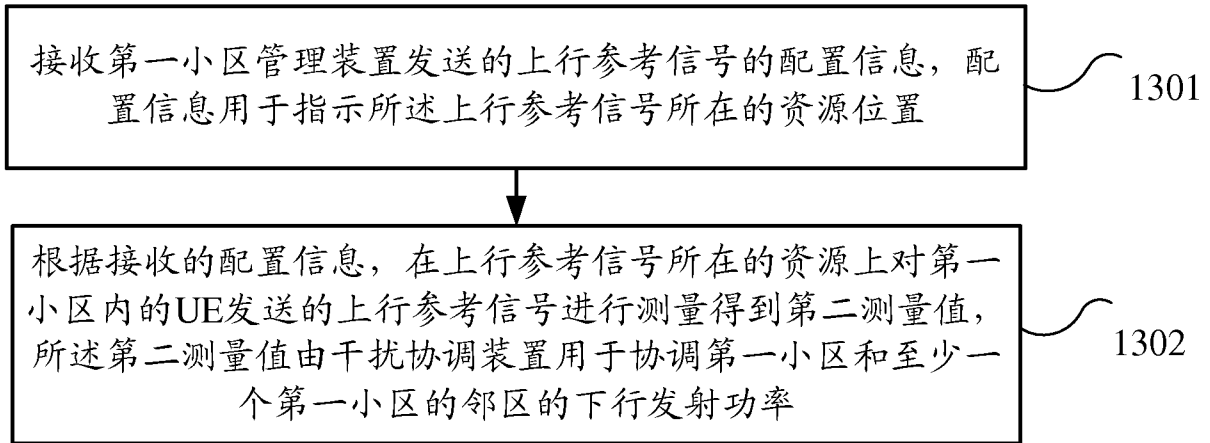 接收第一小区管理装置发送的上行参考信号的配置信息，配
置信息用于指示所述上行参考信号所在的资源位置
1301
根据接收的配置信息，在上行参考信号所在的资源上对第一
小区内的UE发送的上行参考信号进行测量得到第二测量值，
所述第二测量值由干扰协调装置用于协调第一小区和至少一
个第一小区的邻区的下行发射功率
1302